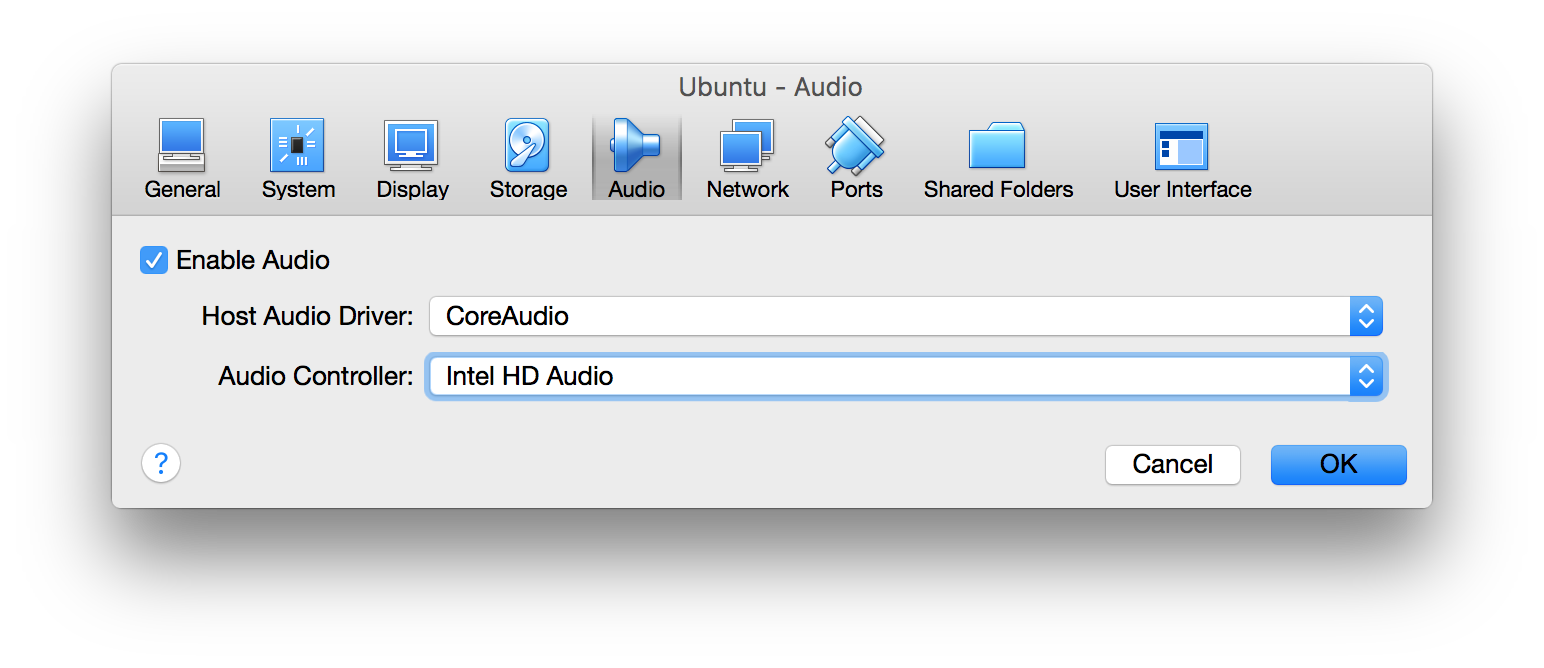 Ubuntu - Audio
General System Display Storage Audio Network Ports Shared Folders User Interface
Enable Audio
Host Audio Driver: CoreAudio
Audio Controller: Intel HD Audio
? Cancel OK